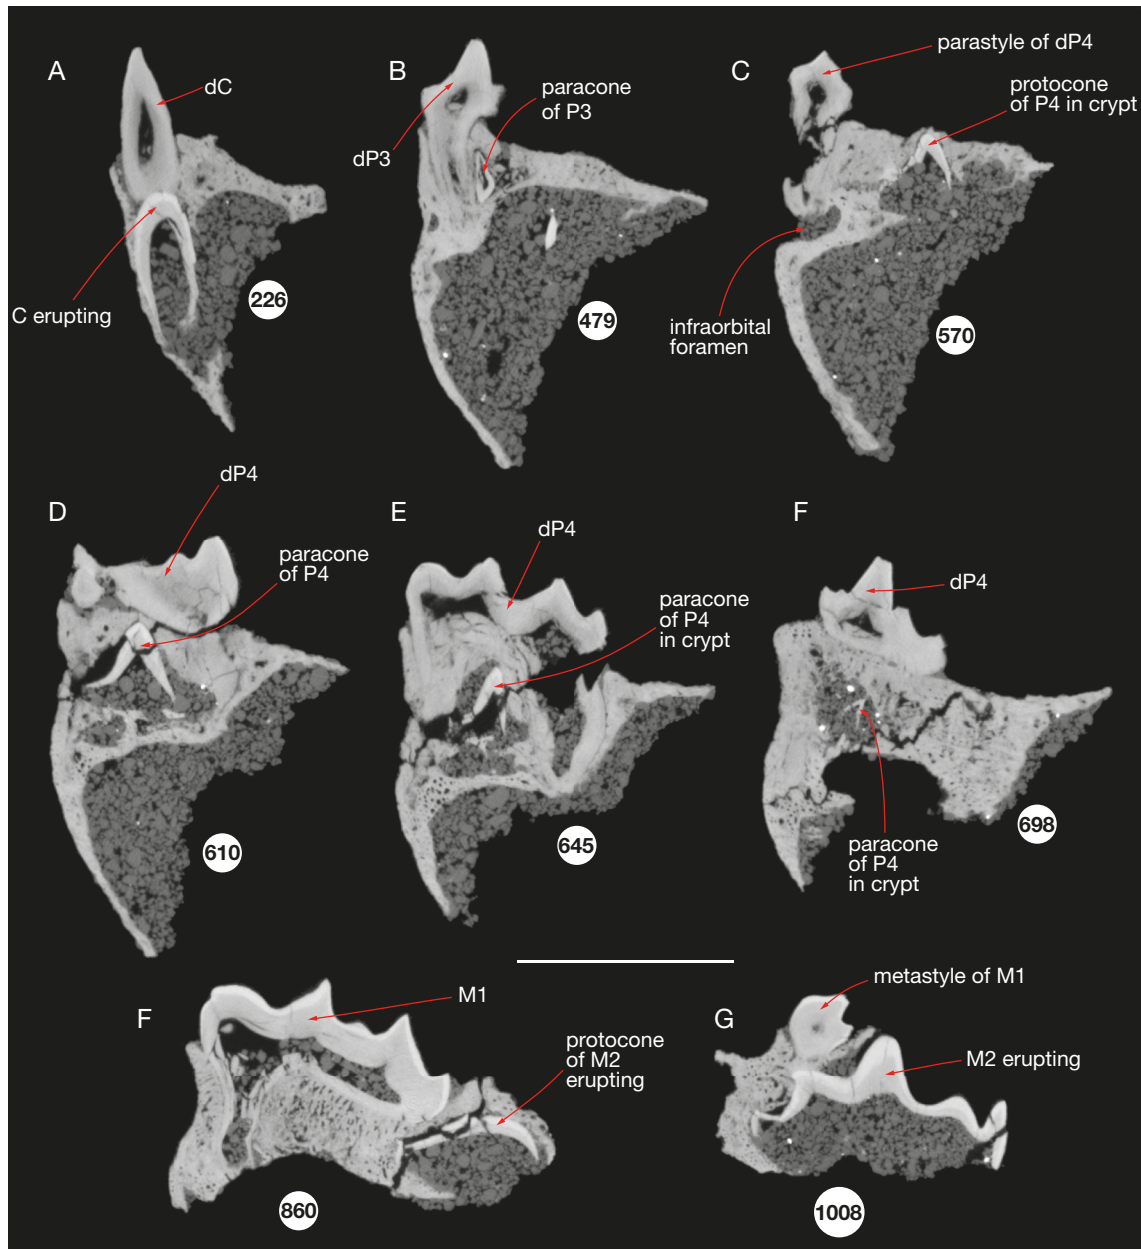 A
dC
C erupting
226
B
paracone
of P3
dP3
479
C
parastyle of dP4
protocone
of P4 in crypt
infraorbital
foramen
570
D
dP4
paracone
of P4
610
E
dP4
paracone
of P4
in crypt
645
F
dP4
paracone
of P4
in crypt
698
F
M1
protocone
of M2
erupting
860
G
metastyle of M1
M2 erupting
1008